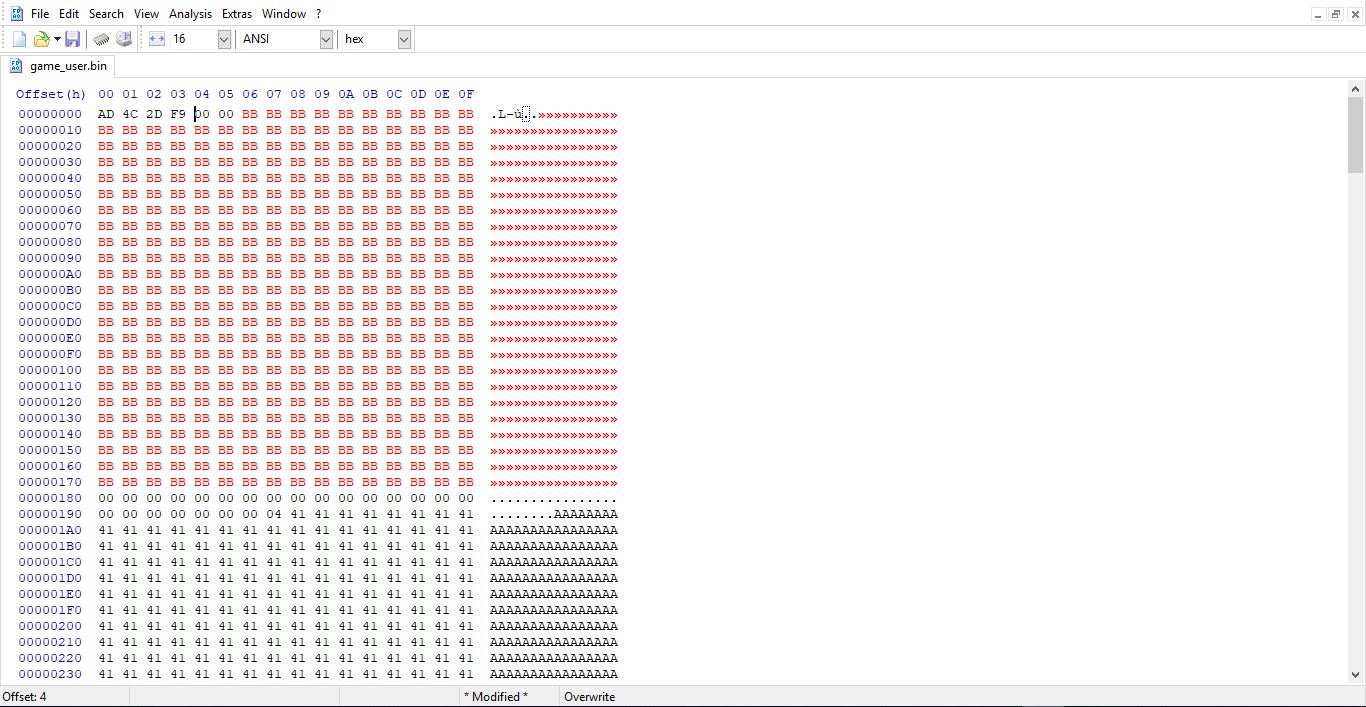 File Edit Search View Analysis Extras Window ?
16 ANSI hex
game_user.bin
Offset(h) 00 01 02 03 04 05 06 07 08 09 0A 0B 0C 0D 0E 0F
00000000 AD 4C 2D F9 00 00 BB BB BB BB BB BB BB BB BB BB .L-ù..»»»»»»»»»»
00000010 BB BB BB BB BB BB BB BB BB BB BB BB BB BB BB BB »»»»»»»»»»»»»»»»
00000020 BB BB BB BB BB BB BB BB BB BB BB BB BB BB BB BB »»»»»»»»»»»»»»»»
00000030 BB BB BB BB BB BB BB BB BB BB BB BB BB BB BB BB »»»»»»»»»»»»»»»»
00000040 BB BB BB BB BB BB BB BB BB BB BB BB BB BB BB BB »»»»»»»»»»»»»»»»
00000050 BB BB BB BB BB BB BB BB BB BB BB BB BB BB BB BB »»»»»»»»»»»»»»»»
00000060 BB BB BB BB BB BB BB BB BB BB BB BB BB BB BB BB »»»»»»»»»»»»»»»»
00000070 BB BB BB BB BB BB BB BB BB BB BB BB BB BB BB BB »»»»»»»»»»»»»»»»
00000080 BB BB BB BB BB BB BB BB BB BB BB BB BB BB BB BB »»»»»»»»»»»»»»»»
00000090 BB BB BB BB BB BB BB BB BB BB BB BB BB BB BB BB »»»»»»»»»»»»»»»»
000000A0 BB BB BB BB BB BB BB BB BB BB BB BB BB BB BB BB »»»»»»»»»»»»»»»»
000000B0 BB BB BB BB BB BB BB BB BB BB BB BB BB BB BB BB »»»»»»»»»»»»»»»»
000000C0 BB BB BB BB BB BB BB BB BB BB BB BB BB BB BB BB »»»»»»»»»»»»»»»»
000000D0 BB BB BB BB BB BB BB BB BB BB BB BB BB BB BB BB »»»»»»»»»»»»»»»»
000000E0 BB BB BB BB BB BB BB BB BB BB BB BB BB BB BB BB »»»»»»»»»»»»»»»»
000000F0 BB BB BB BB BB BB BB BB BB BB BB BB BB BB BB BB »»»»»»»»»»»»»»»»
00000100 BB BB BB BB BB BB BB BB BB BB BB BB BB BB BB BB »»»»»»»»»»»»»»»»
00000110 BB BB BB BB BB BB BB BB BB BB BB BB BB BB BB BB »»»»»»»»»»»»»»»»
00000120 BB BB BB BB BB BB BB BB BB BB BB BB BB BB BB BB »»»»»»»»»»»»»»»»
00000130 BB BB BB BB BB BB BB BB BB BB BB BB BB BB BB BB »»»»»»»»»»»»»»»»
00000140 BB BB BB BB BB BB BB BB BB BB BB BB BB BB BB BB »»»»»»»»»»»»»»»»
00000150 BB BB BB BB BB BB BB BB BB BB BB BB BB BB BB BB »»»»»»»»»»»»»»»»
00000160 BB BB BB BB BB BB BB BB BB BB BB BB BB BB BB BB »»»»»»»»»»»»»»»»
00000170 BB BB BB BB BB BB BB BB BB BB BB BB BB BB BB BB »»»»»»»»»»»»»»»»
00000180 00 00 00 00 00 00 00 00 00 00 00 00 00 00 00 00 ................
00000190 00 00 00 00 00 00 00 04 41 41 41 41 41 41 41 41 ........AAAAAAAA
000001A0 41 41 41 41 41 41 41 41 41 41 41 41 41 41 41 41 AAAAAAAAAAAAAAAA
000001B0 41 41 41 41 41 41 41 41 41 41 41 41 41 41 41 41 AAAAAAAAAAAAAAAA
000001C0 41 41 41 41 41 41 41 41 41 41 41 41 41 41 41 41 AAAAAAAAAAAAAAAA
000001D0 41 41 41 41 41 41 41 41 41 41 41 41 41 41 41 41 AAAAAAAAAAAAAAAA
000001E0 41 41 41 41 41 41 41 41 41 41 41 41 41 41 41 41 AAAAAAAAAAAAAAAA
000001F0 41 41 41 41 41 41 41 41 41 41 41 41 41 41 41 41 AAAAAAAAAAAAAAAA
00000200 41 41 41 41 41 41 41 41 41 41 41 41 41 41 41 41 AAAAAAAAAAAAAAAA
00000210 41 41 41 41 41 41 41 41 41 41 41 41 41 41 41 41 AAAAAAAAAAAAAAAA
00000220 41 41 41 41 41 41 41 41 41 41 41 41 41 41 41 41 AAAAAAAAAAAAAAAA
00000230 41 41 41 41 41 41 41 41 41 41 41 41 41 41 41 41 AAAAAAAAAAAAAAAA
Offset: 4 * Modified * Overwrite